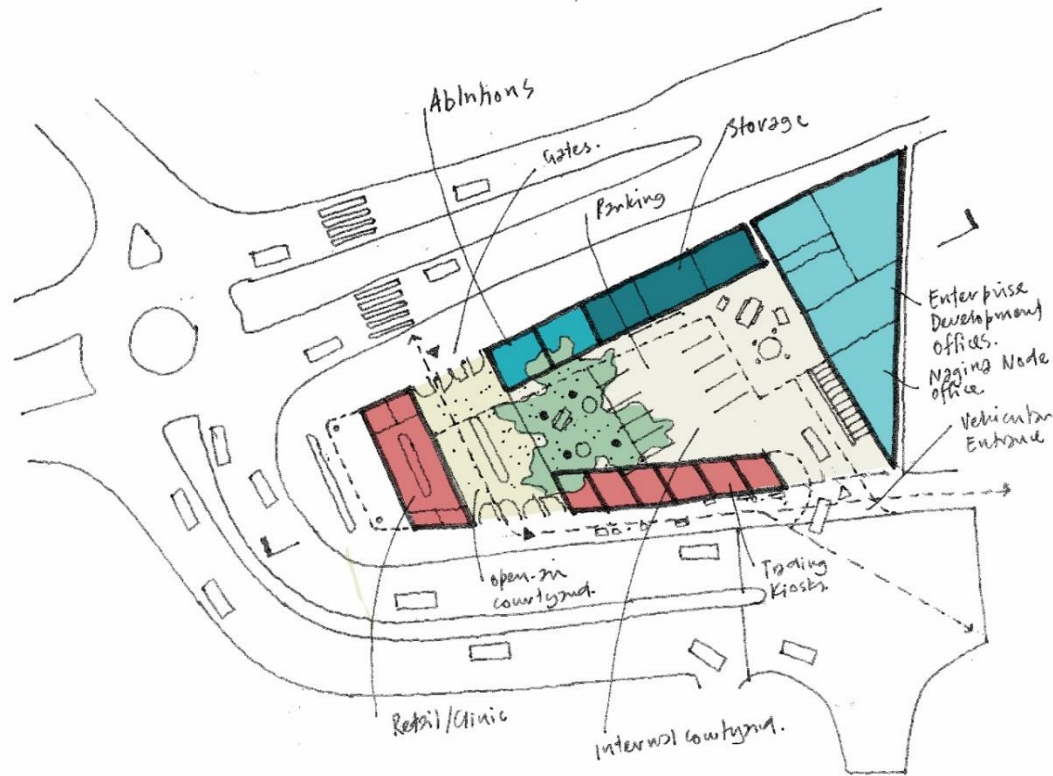 Ablutions
Gates.
Storage
Parking
Enterprise
Development
Offices.
Nagina Node
Office
Vehicular
Entrance
Trading
Kiosks
open-air
courtyard.
Retail/Clinic
Internal courtyard.